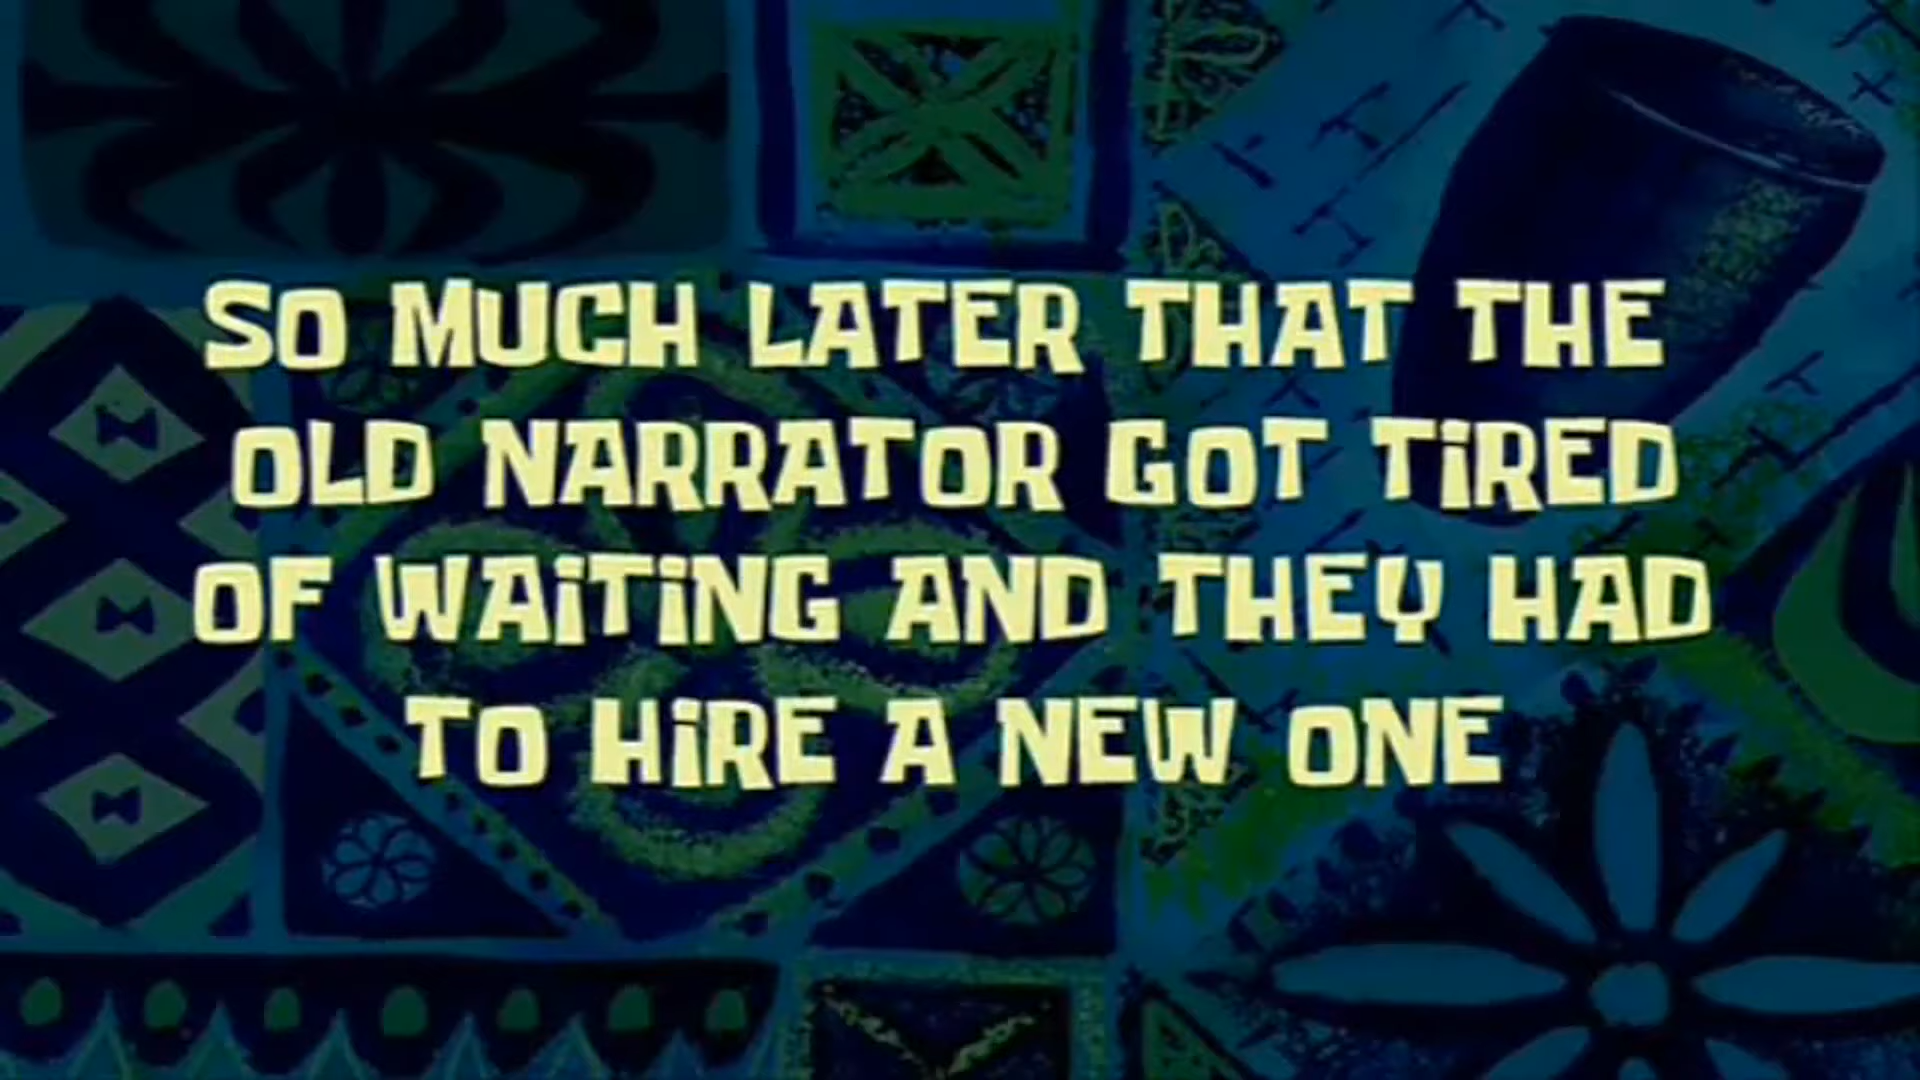 SO MUCH LATER THAT THE
OLD NARRATOR GOT TiRED
OF WAiTiNG AND THEY HAD
TO HiRE A NEW ONE